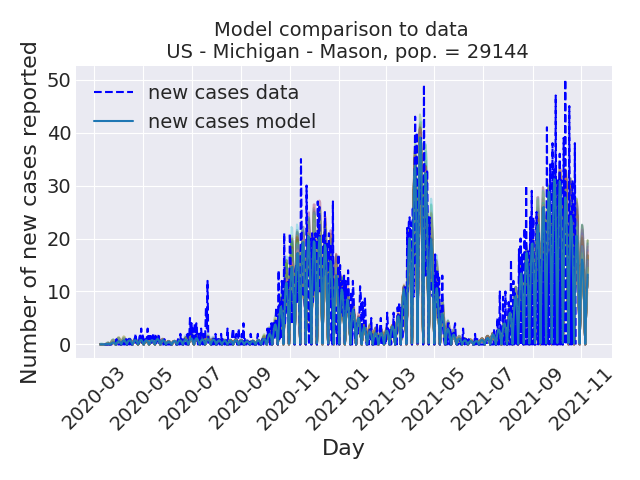 Model comparison to data
US - Michigan - Mason, pop. = 29144
Number of new cases reported
50
40
30
20
10
0
new cases data
new cases model
2020-03
2020-05
2020-07
2020-09
2020-11
2021-01
2021-03
2021-05
2021-07
2021-09
2021-11
Day